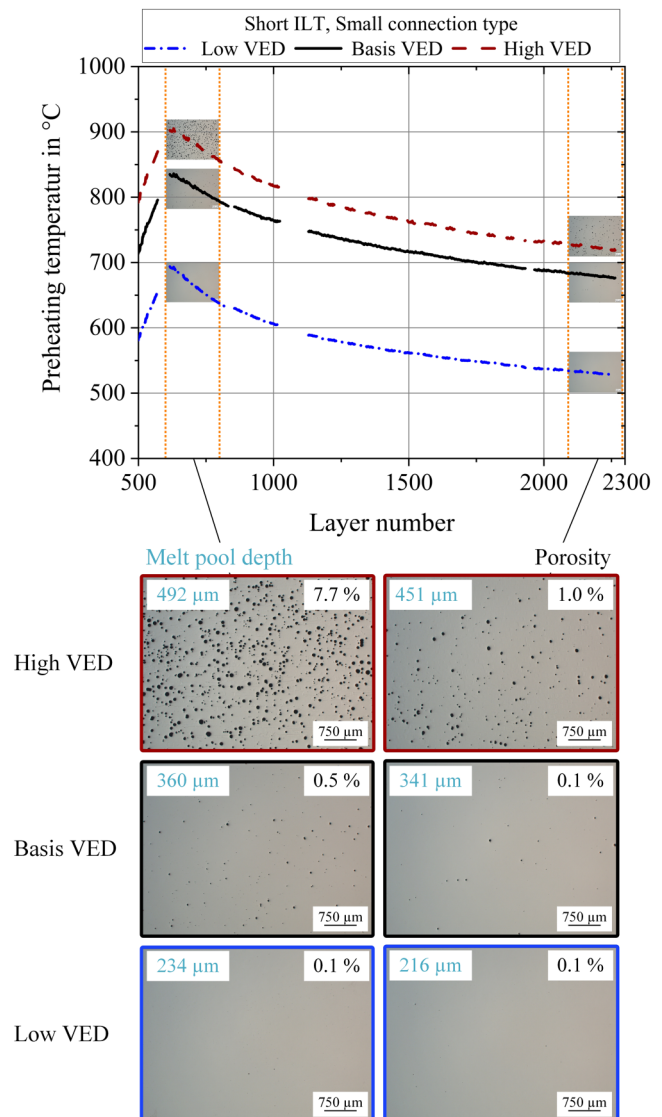 Short ILT, Small connection type
Low VED Basis VED High VED
1000
900
800
700
600
500
400
Preheating temperatur in °C
500 1000 1500 2000 2300
Layer number
Melt pool depth Porosity
High VED
492 µm 7.7 %
750 µm
451 µm 1.0 %
750 µm
Basis VED
360 µm 0.5 %
750 µm
341 µm 0.1 %
750 µm
Low VED
234 µm 0.1 %
750 µm
216 µm 0.1 %
750 µm